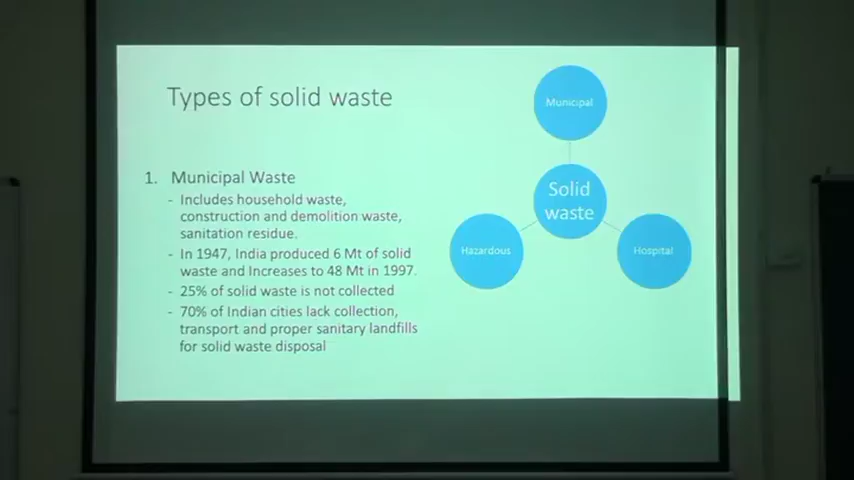 Types of solid waste
1. Municipal Waste
- Includes household waste,
construction and demolition waste,
sanitation residue.
- In 1947, India produced 6 Mt of solid
waste and Increases to 48 Mt in 1997.
- 25% of solid waste is not collected
- 70% of Indian cities lack collection,
transport and proper sanitary landfills
for solid waste disposal
Municipal
Solid
waste
Hazardous
Hospital